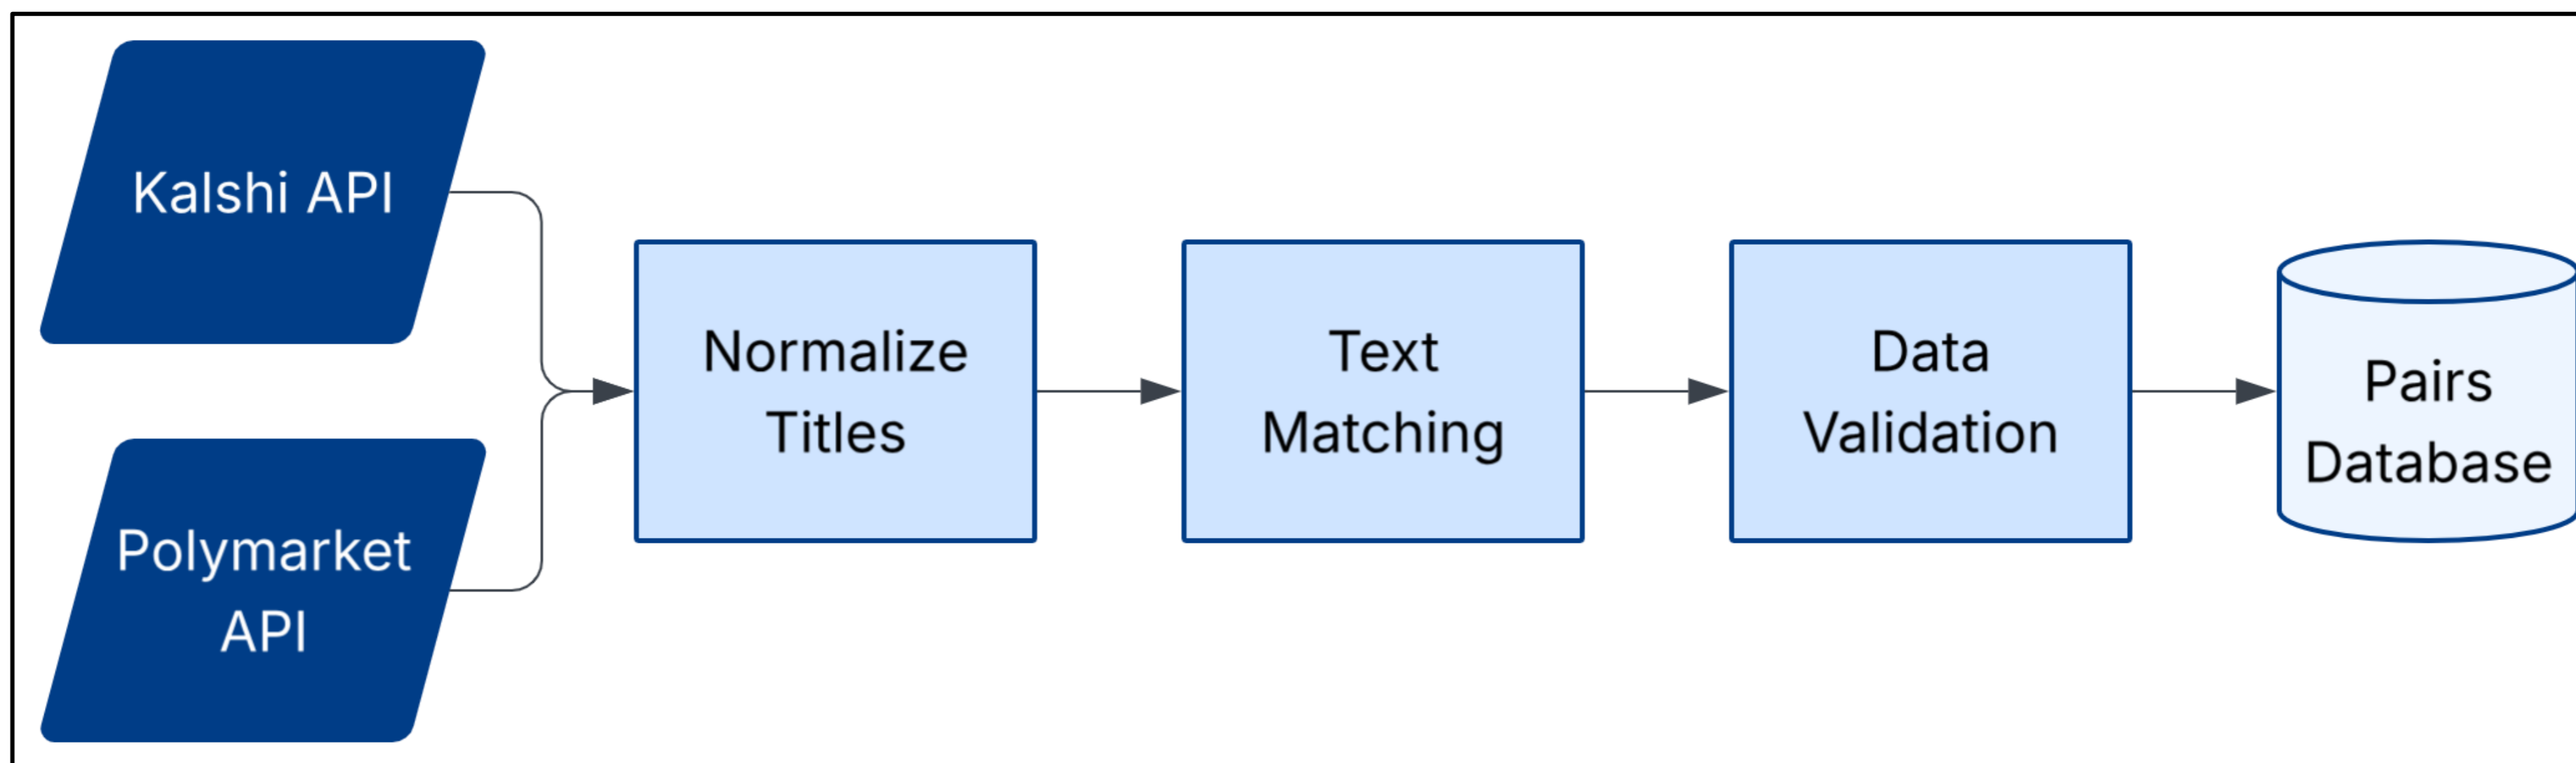 Kalshi API
Polymarket
API
Normalize
Titles
Text
Matching
Data
Validation
Pairs
Database